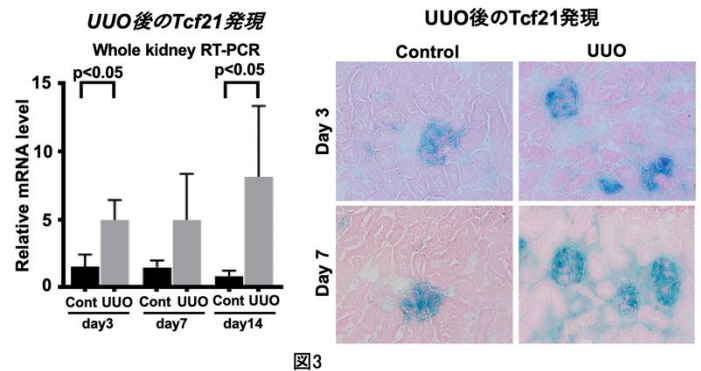 UUO後のTcf21発現
Whole kidney RT-PCR
p<0.05
p<0.05
Relative mRNA level
15
10
5
0
Cont UUO Cont UUO Cont UUO
day3 day7 day14
UUO後のTcf21発現
Control UUO
Day 3
Day 7
図3